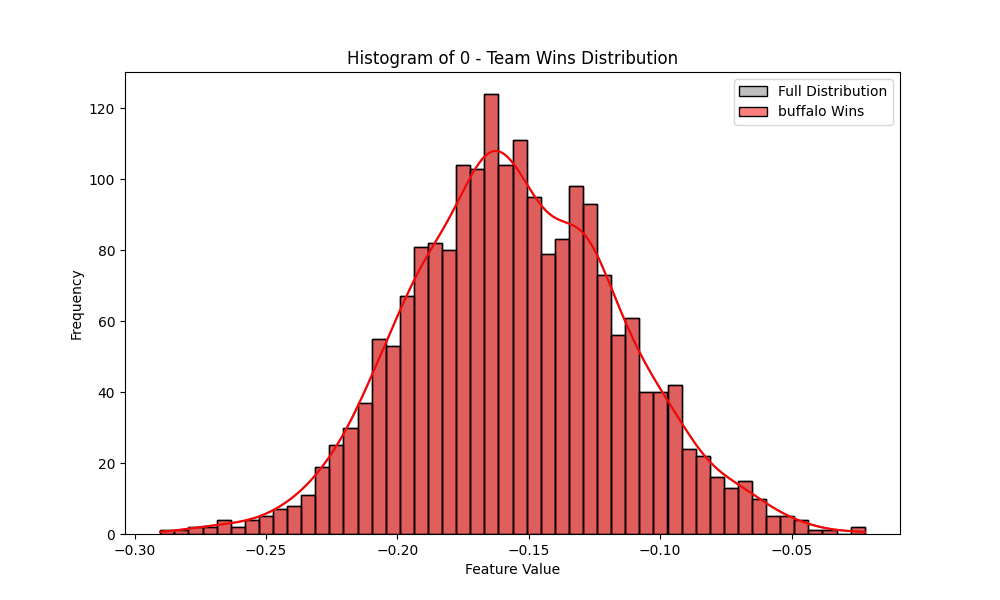 Histogram of 0 - Team Wins Distribution
Full Distribution
buffalo Wins
Frequency
120
100
80
60
40
20
0
−0.30 −0.25 −0.20 −0.15 −0.10 −0.05
Feature Value